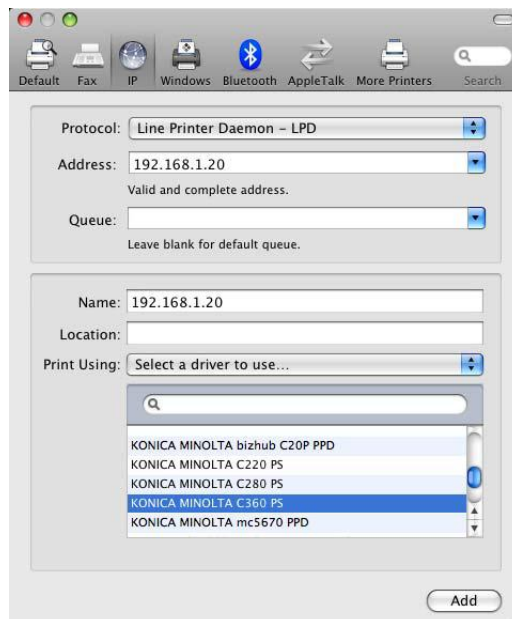 Default Fax IP Windows Bluetooth AppleTalk More Printers Search
Protocol: Line Printer Daemon – LPD
Address: 192.168.1.20
Valid and complete address.
Queue:
Leave blank for default queue.
Name: 192.168.1.20
Location:
Print Using: Select a driver to use...
KONICA MINOLTA bizhub C20P PPD
KONICA MINOLTA C220 PS
KONICA MINOLTA C280 PS
KONICA MINOLTA C360 PS
KONICA MINOLTA mc5670 PPD
Add